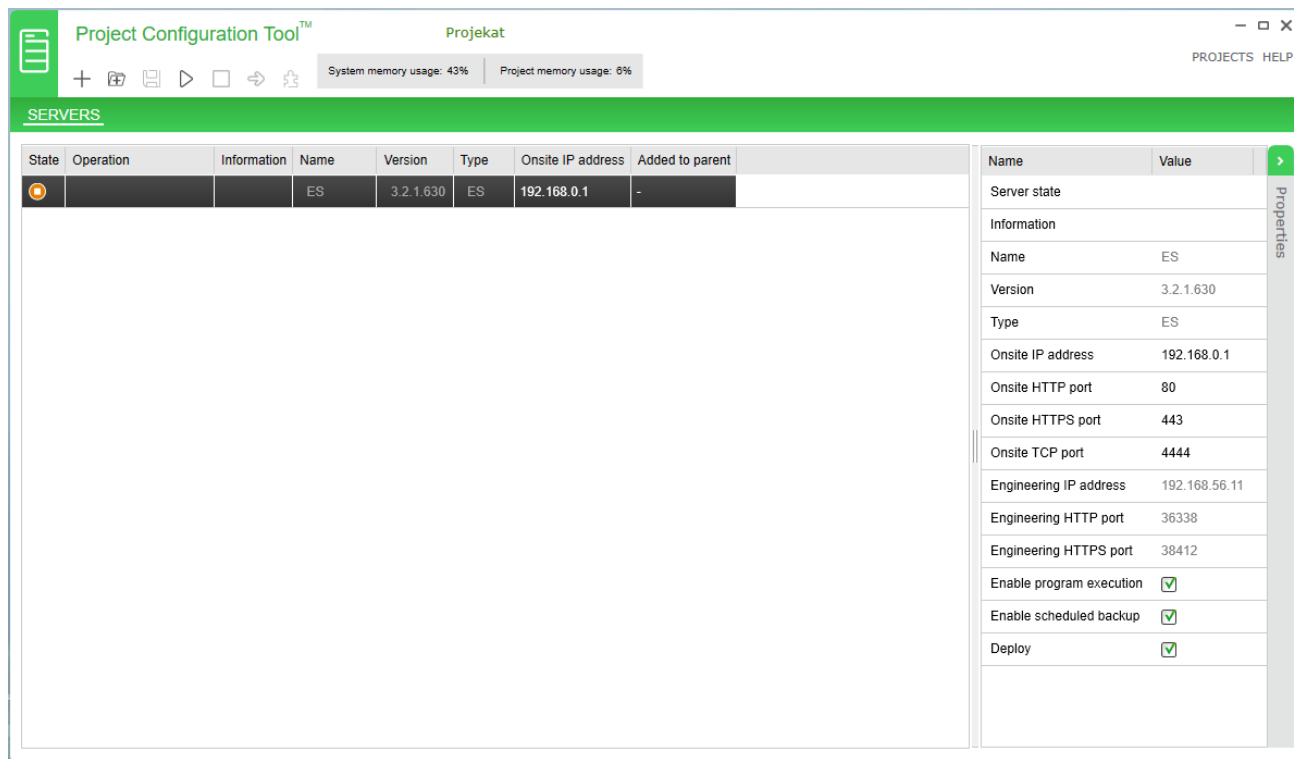 Project Configuration Tool™
Projekat
PROJECTS HELP
System memory usage: 43% Project memory usage: 6%
SERVERS
State Operation Information Name Version Type Onsite IP address Added to parent
ES 3.2.1.630 ES 192.168.0.1 -
Name Value
Server state
Information
Name ES
Version 3.2.1.630
Type ES
Onsite IP address 192.168.0.1
Onsite HTTP port 80
Onsite HTTPS port 443
Onsite TCP port 4444
Engineering IP address 192.168.56.11
Engineering HTTP port 36338
Engineering HTTPS port 38412
Enable program execution
Enable scheduled backup
Deploy
Properties